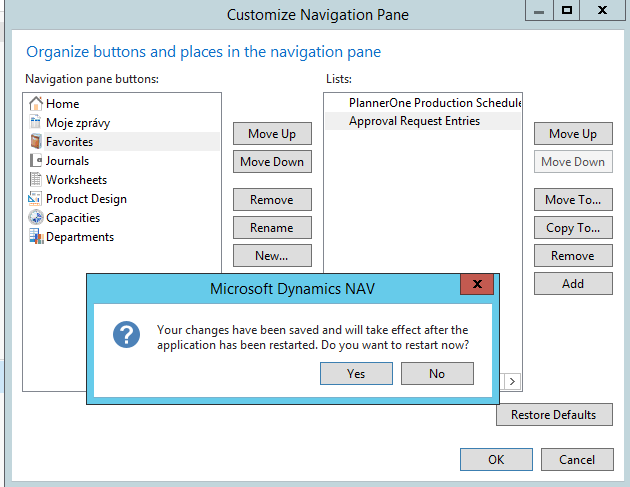 Customize Navigation Pane
Organize buttons and places in the navigation pane
Navigation pane buttons:
Lists:
Home
Moje zprávy
Favorites
Journals
Worksheets
Product Design
Capacities
Departments
Move Up
Move Down
Remove
Rename
New...
PlannerOne Production Schedule
Approval Request Entries
Move Up
Move Down
Move To...
Copy To...
Remove
Add
Microsoft Dynamics NAV
Your changes have been saved and will take effect after the
application has been restarted. Do you want to restart now?
Yes
No
Restore Defaults
OK
Cancel